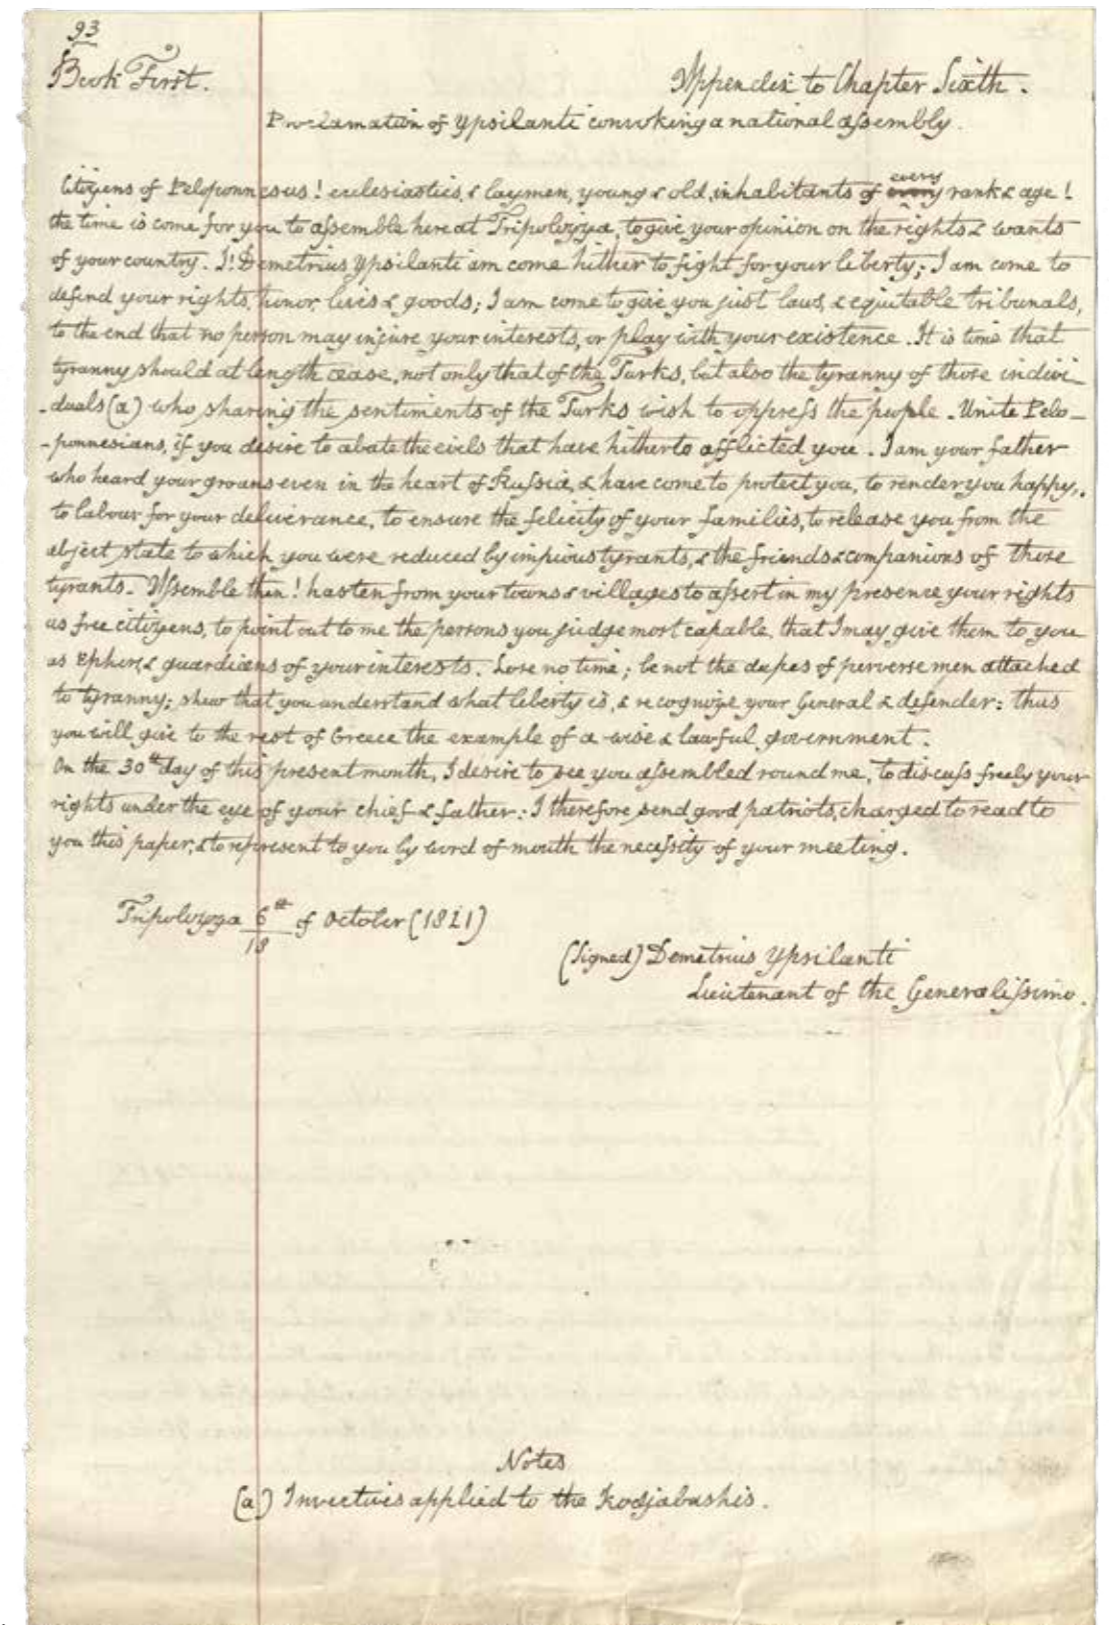 93
Book First.
Appendix to Chapter Sixth.
Proclamation of Ypsilanti convoking a national assembly.
Citizens of Peloponnesus! ecclesiastics, & laymen, young & old, inhabitants of every rank & age!
the time is come for you to assemble here at Tripolizza, to give your opinion on the rights & wants
of your country. I! Demetrius Ypsilanti am come hither to fight for your liberty; I am come to
defend your rights, honor, lives & goods; I am come to give you just laws, & equitable tribunals,
to the end that no person may injure your interests, or play with your existence. It is time that
tyranny should at length cease, not only that of the Turks, but also the tyranny of those indivi-
-duals (a) who sharing the sentiments of the Turks wish to oppress the people. Unite Pelo-
-ponnesians, if you desire to abate the evils that have hitherto afflicted you. I am your father
who heard your groans even in the heart of Russia, & have come to protect you, to render you happy,
to labour for your deliverance, to ensure the felicity of your families, to release you from the
abject state to which you were reduced by impious tyrants, & the friends & companions of those
tyrants. Assemble then! hasten from your towns & villages to assert in my presence your rights
as free citizens, to point out to me the persons you judge most capable, that I may give them to you
as Ephors, & guardians of your interests. Lose no time; be not the dupes of perverse men attached
to tyranny; shew that you understand what liberty is, & recognize your General & defender: thus
you will give to the rest of Greece the example of a wise & lawful government.
On the 30th day of this present month, I desire to see you assembled round me, to discuss freely your
rights under the eye of your chief & father: I therefore send good patriots, charged to read to
you this paper, & to represent to you by word of mouth the necessity of your meeting.
Tripolizza 6th/18 of October (1821)
(signed) Demetrius Ypsilanti
Lieutenant of the Generalissimo.
Notes
(a) Invectives applied to the Kodjabashis.